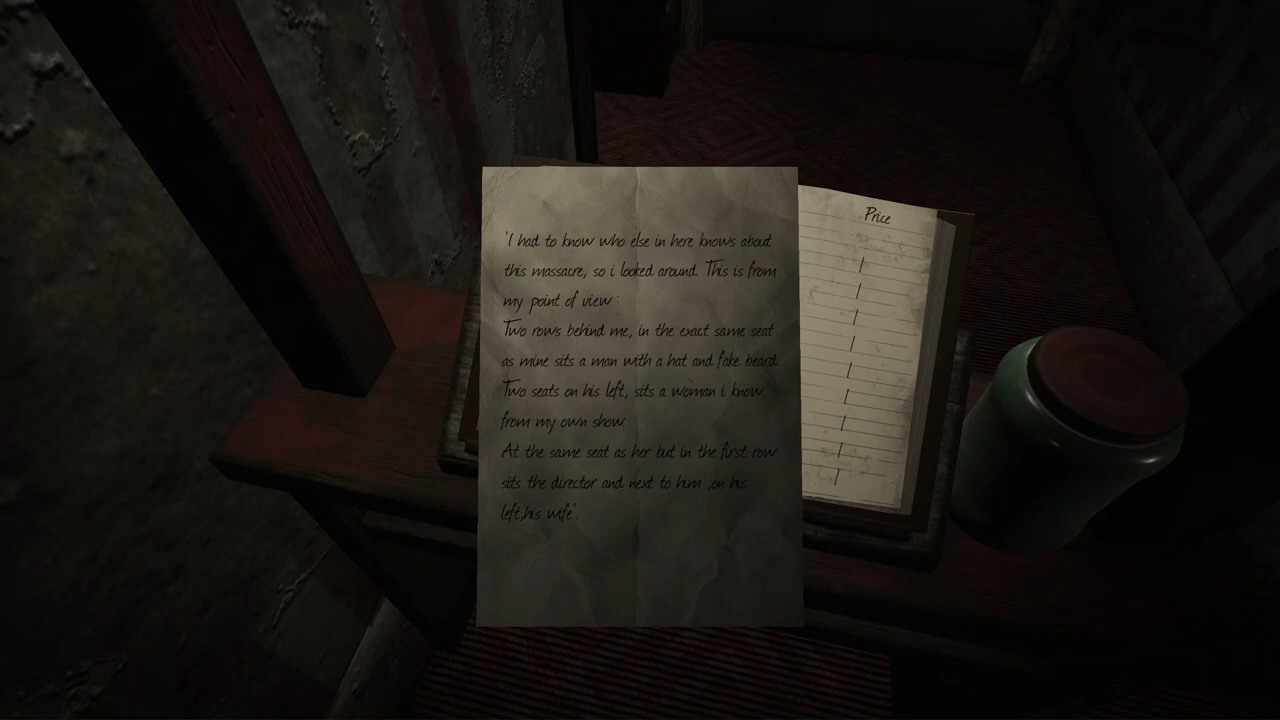 "I had to know who else in here knows about
this massacre, so i looked around. This is from
my point of view :
Two rows behind me, in the exact same seat
as mine sits a man with a hat and fake beard.
Two seats on his left, sits a woman i know
from my own show.
At the same seat as her but in the first row
sits the director and next to him ,on his
left,his wife".
Price